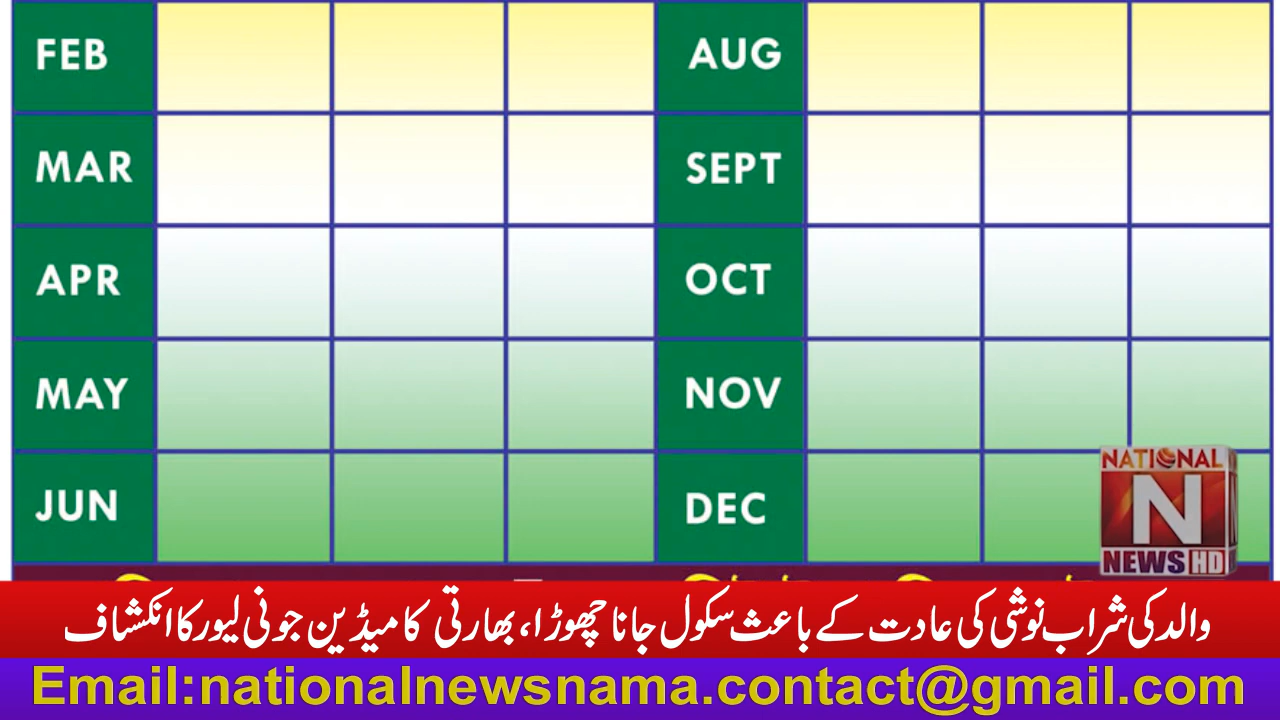 FEB AUG
MAR SEPT
APR OCT
MAY NOV
JUN DEC
NATIONAL
N
NEWS HD
والد کی شراب نوشی کی عادت کے باعث سکول جانا چھوڑا، بھارتی کامیڈین جونی لیور کا انکشاف
Email:nationalnewsnama.contact@gmail.com